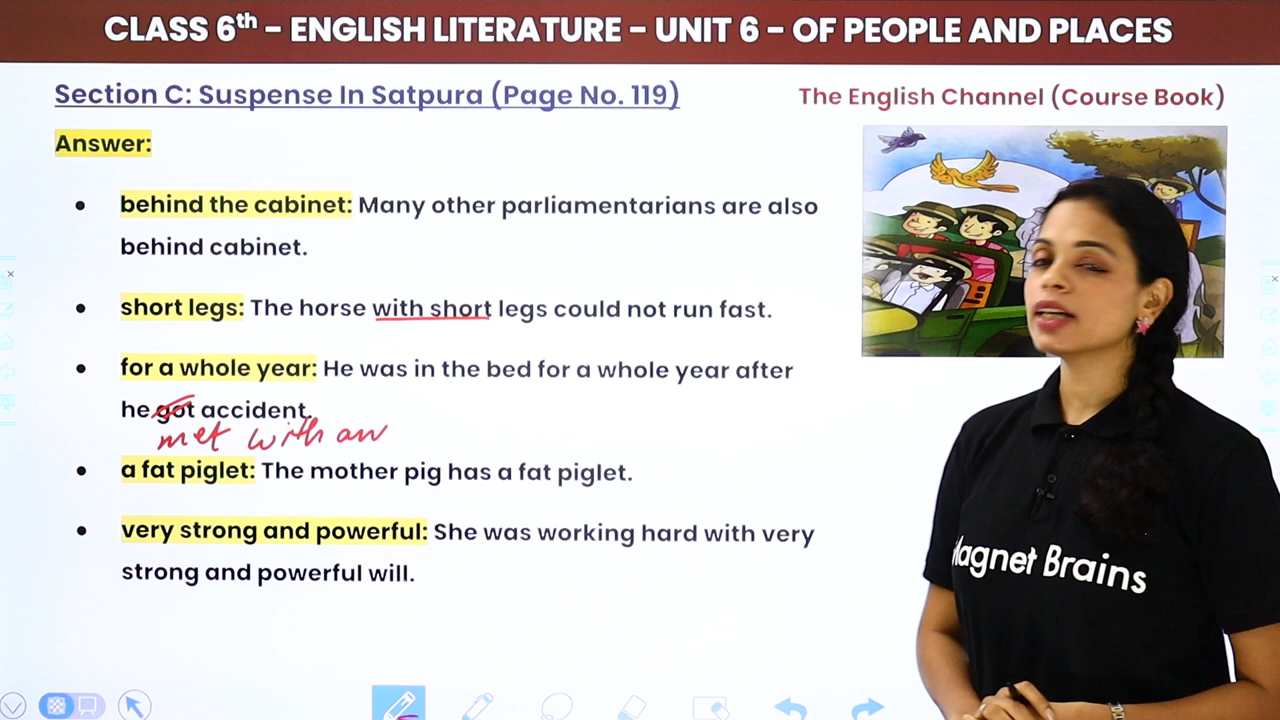 CLASS 6th – ENGLISH LITERATURE – UNIT 6 – OF PEOPLE AND PLACES
Section C: Suspense In Satpura (Page No. 119)
The English Channel (Course Book)
Answer:
behind the cabinet: Many other parliamentarians are also
behind cabinet.
short legs: The horse with short legs could not run fast.
for a whole year: He was in the bed for a whole year after
he got accident.
met with an
a fat piglet: The mother pig has a fat piglet.
very strong and powerful: She was working hard with very
strong and powerful will.
Magnet Brains